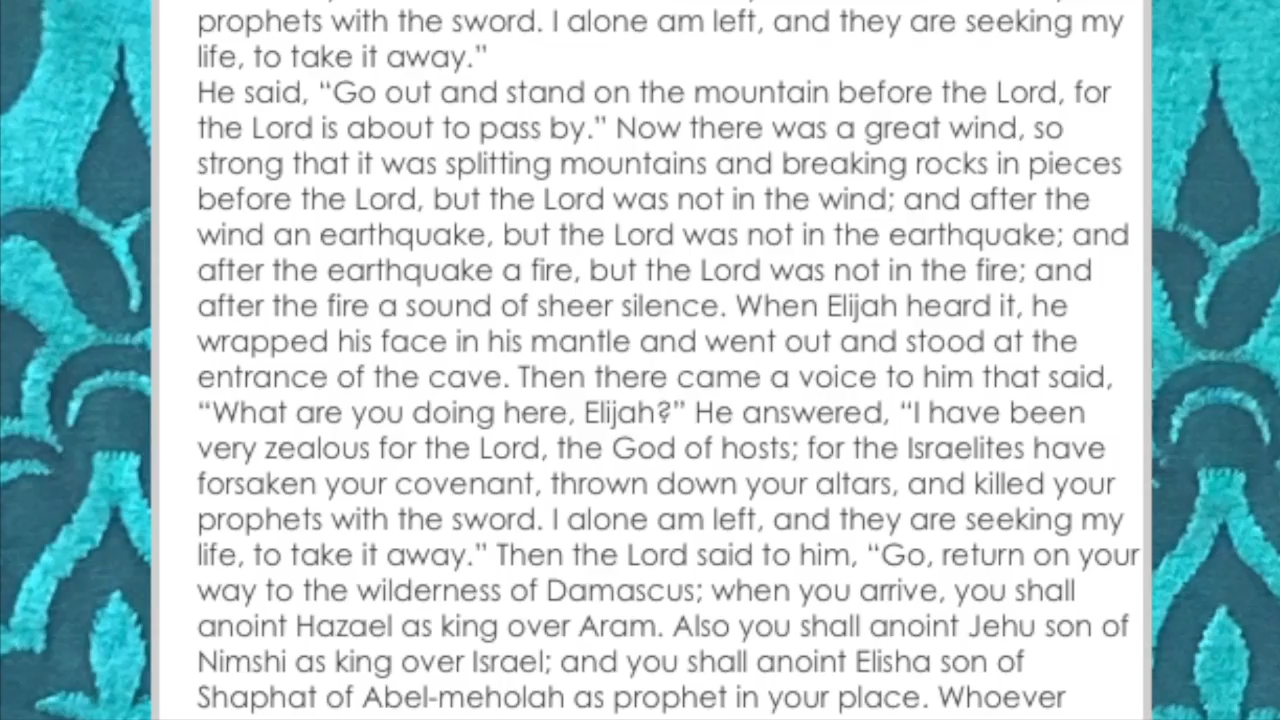 prophets with the sword. I alone am left, and they are seeking my
life, to take it away.”
He said, “Go out and stand on the mountain before the Lord, for
the Lord is about to pass by.” Now there was a great wind, so
strong that it was splitting mountains and breaking rocks in pieces
before the Lord, but the Lord was not in the wind; and after the
wind an earthquake, but the Lord was not in the earthquake; and
after the earthquake a fire, but the Lord was not in the fire; and
after the fire a sound of sheer silence. When Elijah heard it, he
wrapped his face in his mantle and went out and stood at the
entrance of the cave. Then there came a voice to him that said,
“What are you doing here, Elijah?” He answered, “I have been
very zealous for the Lord, the God of hosts; for the Israelites have
forsaken your covenant, thrown down your altars, and killed your
prophets with the sword. I alone am left, and they are seeking my
life, to take it away.” Then the Lord said to him, “Go, return on your
way to the wilderness of Damascus; when you arrive, you shall
anoint Hazael as king over Aram. Also you shall anoint Jehu son of
Nimshi as king over Israel; and you shall anoint Elisha son of
Shaphat of Abel-meholah as prophet in your place. Whoever